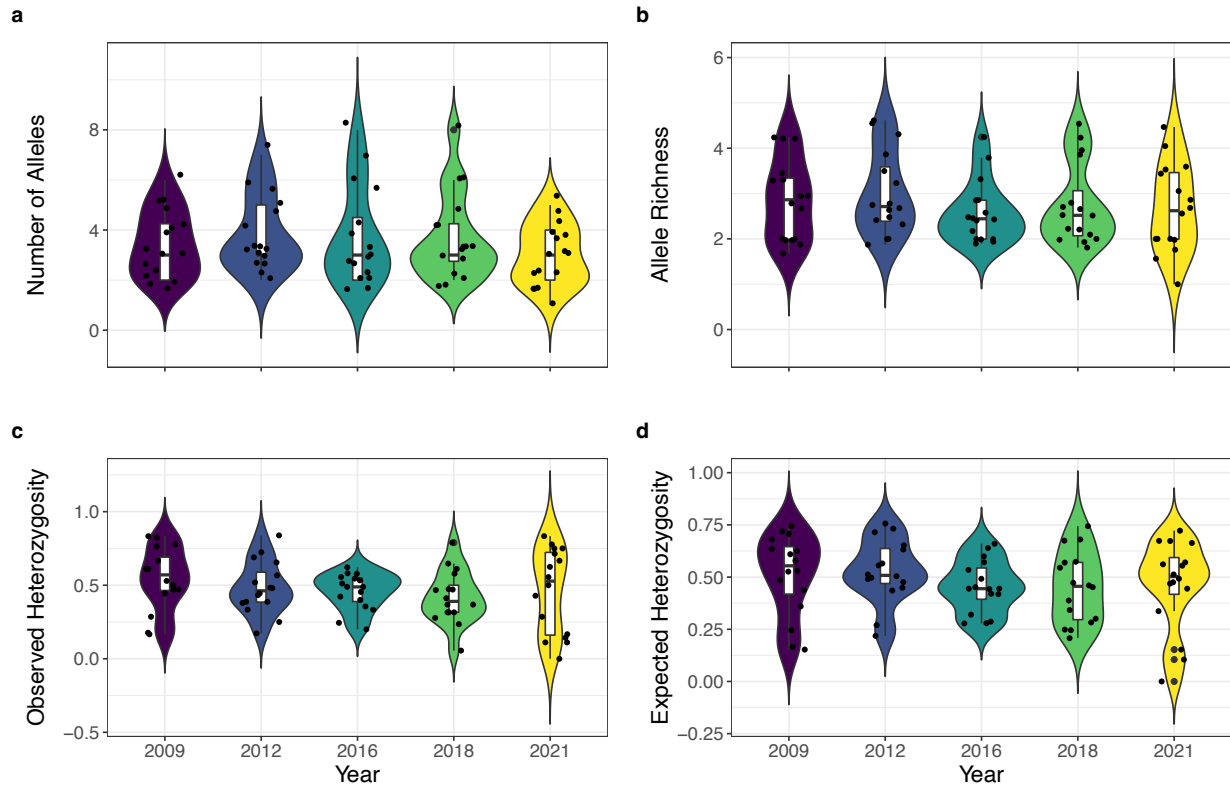 a
Number of Alleles
8
4
0
b
Allele Richness
6
4
2
0
c
Observed Heterozygosity
1.0
0.5
0.0
−0.5
2009 2012 2016 2018 2021
Year
d
Expected Heterozygosity
1.00
0.75
0.50
0.25
0.00
−0.25
2009 2012 2016 2018 2021
Year